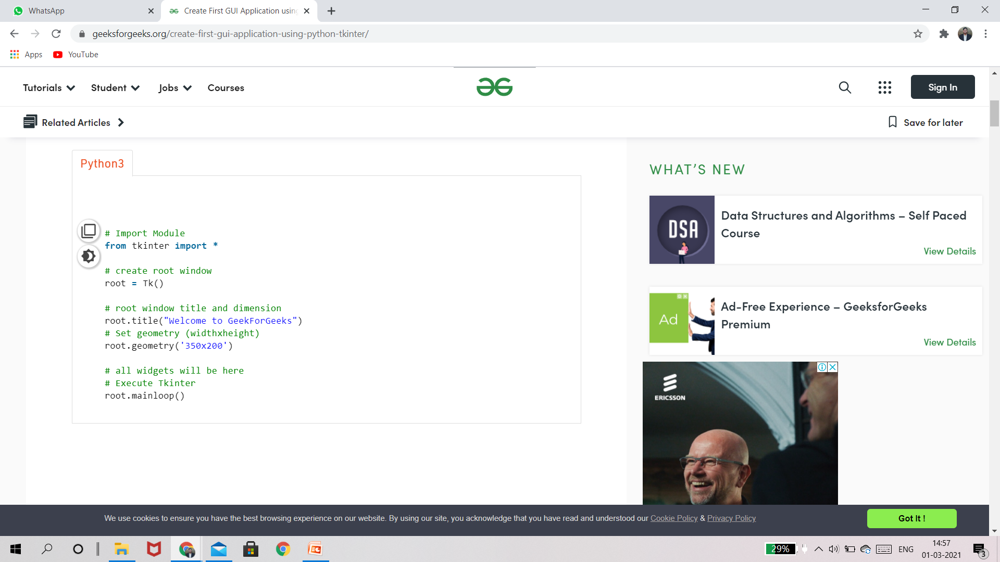 WhatsApp
Create First GUI Application using
geeksforgeeks.org/create-first-gui-application-using-python-tkinter/
Apps
YouTube
Tutorials
Student
Jobs
Courses
Sign In
Related Articles
Save for later
Python3
# Import Module
from tkinter import *
# create root window
root = Tk()
# root window title and dimension
root.title("Welcome to GeekForGeeks")
# Set geometry (widthxheight)
root.geometry('350x200')
# all widgets will be here
# Execute Tkinter
root.mainloop()
WHAT'S NEW
DSA
Data Structures and Algorithms – Self Paced
Course
View Details
Ad
Ad-Free Experience – GeeksforGeeks
Premium
View Details
ERICSSON
We use cookies to ensure you have the best browsing experience on our website. By using our site, you acknowledge that you have read and understood our Cookie Policy & Privacy Policy
Got It !
29%
ENG
14:57
01-03-2021
3